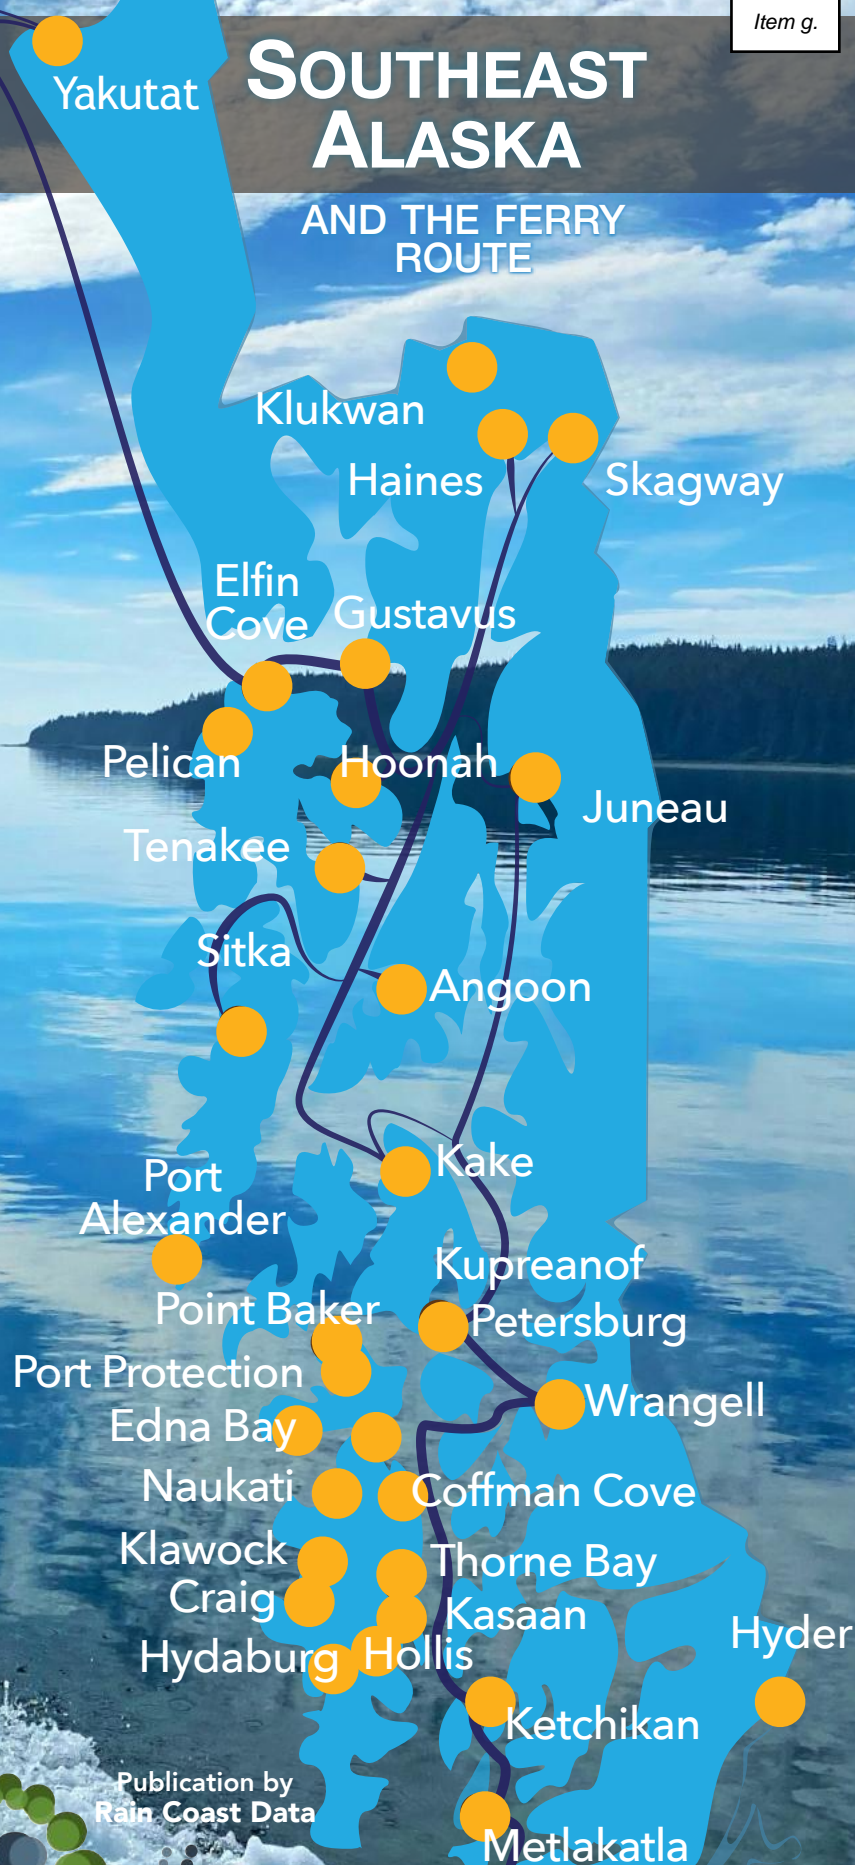 Item g.
SOUTHEAST
ALASKA
AND THE FERRY
ROUTE
Yakutat
Klukwan
Haines
Skagway
Elfin
Cove
Gustavus
Pelican
Hoonah
Juneau
Tenakee
Sitka
Angoon
Kake
Port
Alexander
Kupreanof
Point Baker
Petersburg
Port Protection
Wrangell
Edna Bay
Naukati
Coffman Cove
Klawock
Thorne Bay
Craig
Kasaan
Hyder
Hydaburg
Hollis
Ketchikan
Publication by
Rain Coast Data
Metlakatla